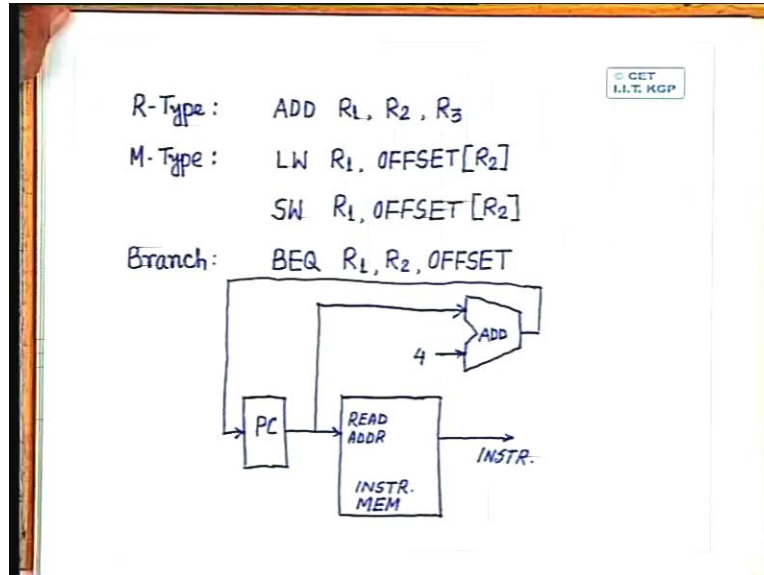 © CET
I.I.T. KGP
R-Type: ADD R1, R2, R3
M-Type: LW R1, OFFSET[R2]
SW R1, OFFSET[R2]
Branch: BEQ R1, R2, OFFSET
ADD
4
PC
READ
ADDR
INSTR.
INSTR.
MEM